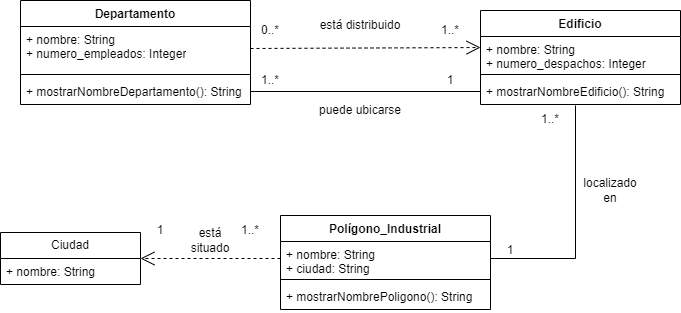 Departamento
+ nombre: String
+ numero_empleados: Integer
+ mostrarNombreDepartamento(): String
0..*
está distribuido
1..*
1..*
1
puede ubicarse
Edificio
+ nombre: String
+ numero_despachos: Integer
+ mostrarNombreEdificio(): String
1..*
localizado
en
1
Polígono_Industrial
+ nombre: String
+ ciudad: String
+ mostrarNombrePoligono(): String
1..*
está
situado
1
Ciudad
+ nombre: String